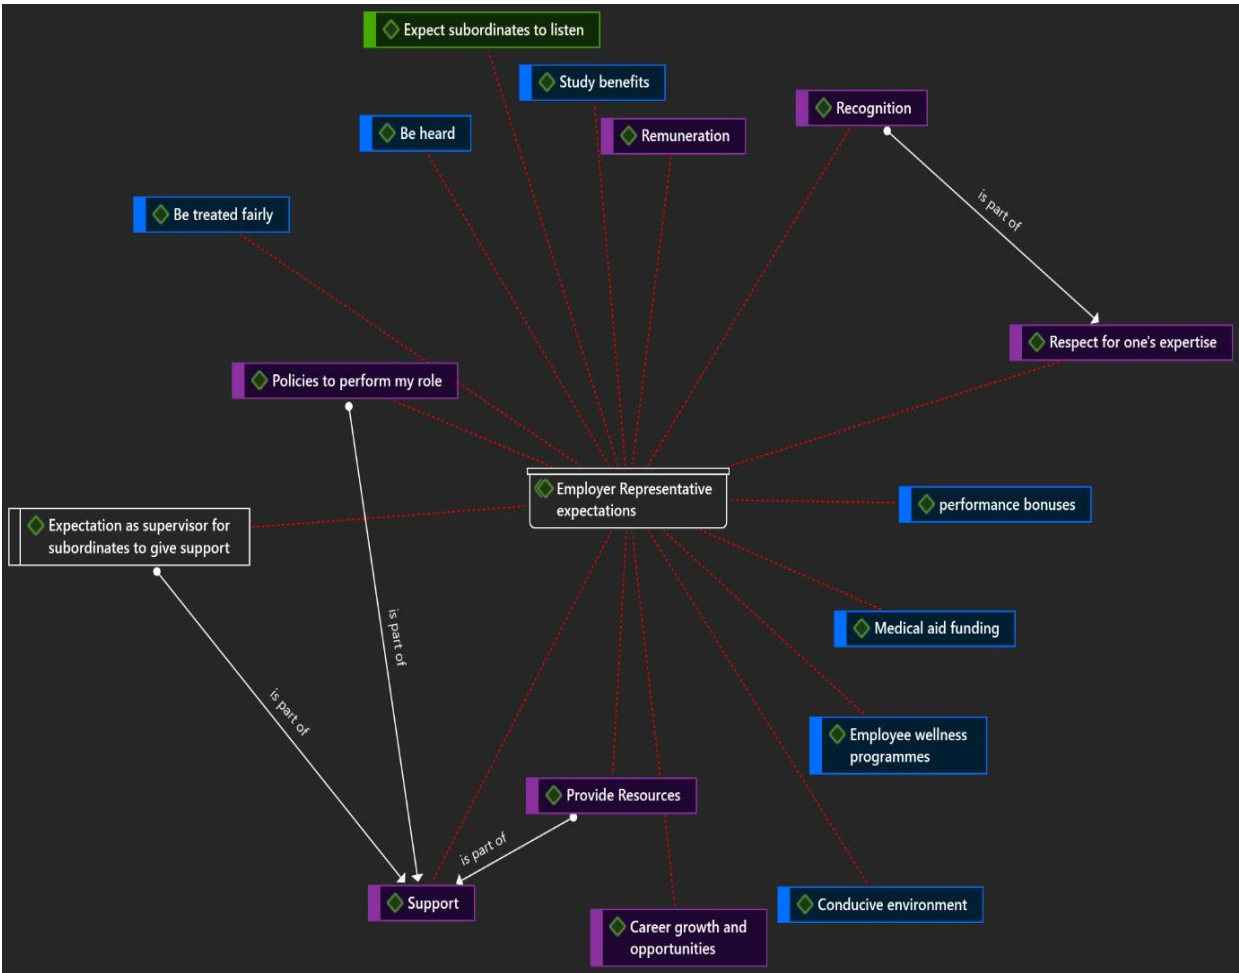 Expect subordinates to listen
Study benefits
Recognition
Be heard
Remuneration
is part of
Be treated fairly
Respect for one's expertise
Policies to perform my role
Employer Representative
expectations
performance bonuses
Expectation as supervisor for
subordinates to give support
is part of
Medical aid funding
is part of
Employee wellness
programmes
Provide Resources
is part of
Support
Conducive environment
Career growth and
opportunities